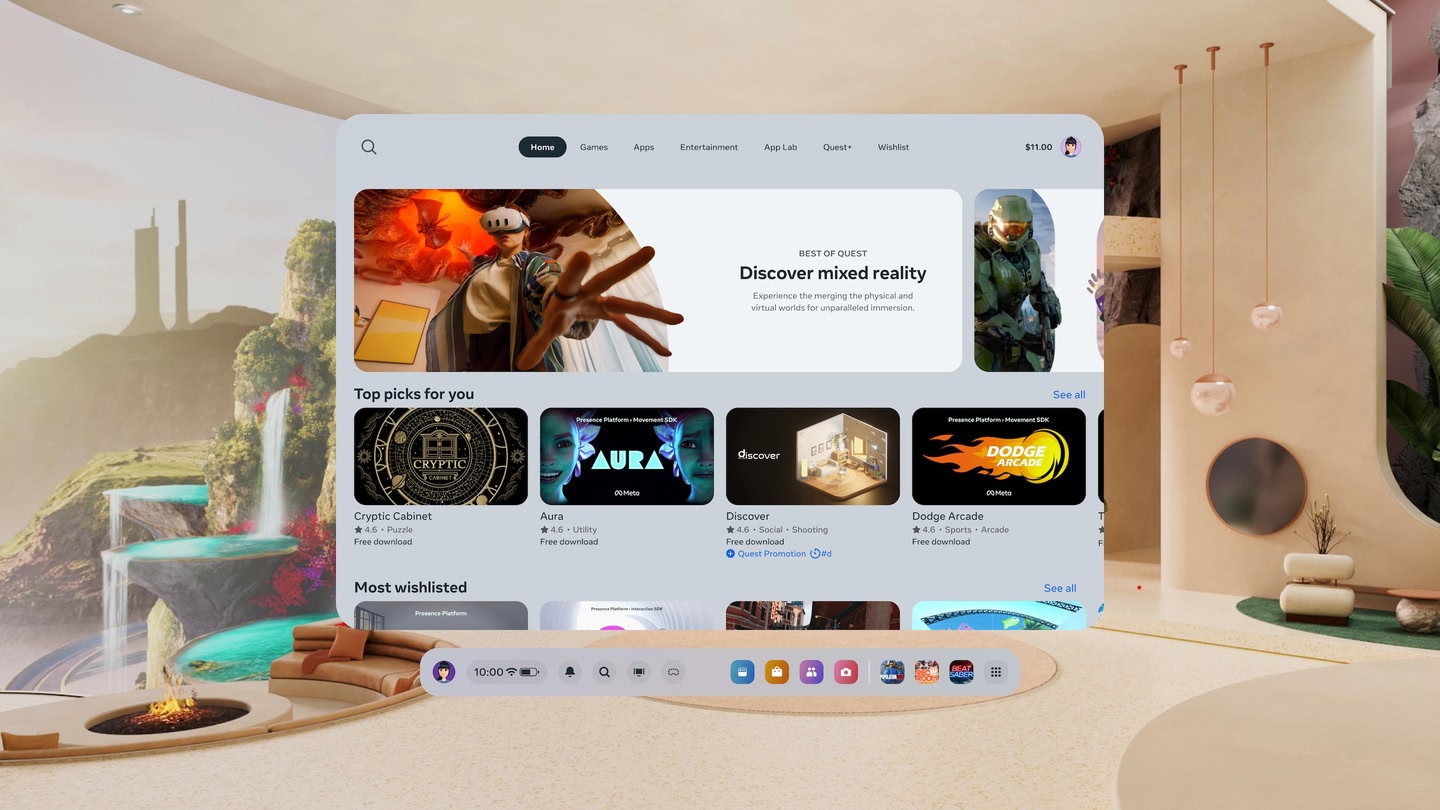 Home Games Apps Entertainment App Lab Quest+ Wishlist $11.00
BEST OF QUEST
Discover mixed reality
Experience the merging the physical and
virtual worlds for unparalleled immersion.
Top picks for you See all
CRYPTIC
CABINET
Presence Platform › Movement SDK
AURA
Meta
discover
Presence Platform › Movement SDK
DODGE
ARCADE
Meta
Cryptic Cabinet
4.6 • Puzzle
Free download
Aura
4.6 • Utility
Free download
Discover
4.6 • Social • Shooting
Free download
Quest Promotion #d
Dodge Arcade
4.6 • Sports • Arcade
Free download
T
F
Most wishlisted See all
Presence Platform
Presence Platform › Interaction SDK
10:00
BEAT
SABER